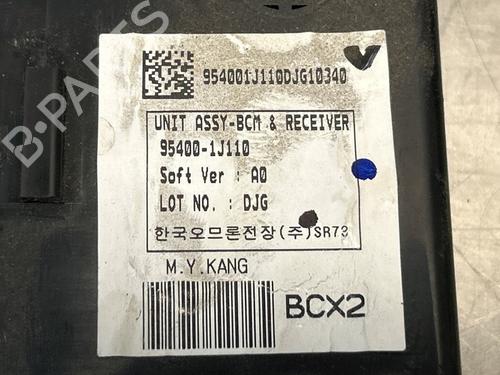 954001J110DJG10340
UNIT ASSY-BCM & RECEIVER
95400-1J110
Soft Ver : A0
LOT NO. : DJG
한국오므론전장(주)SR73
M.Y.KANG
BCX2
B-PARTS